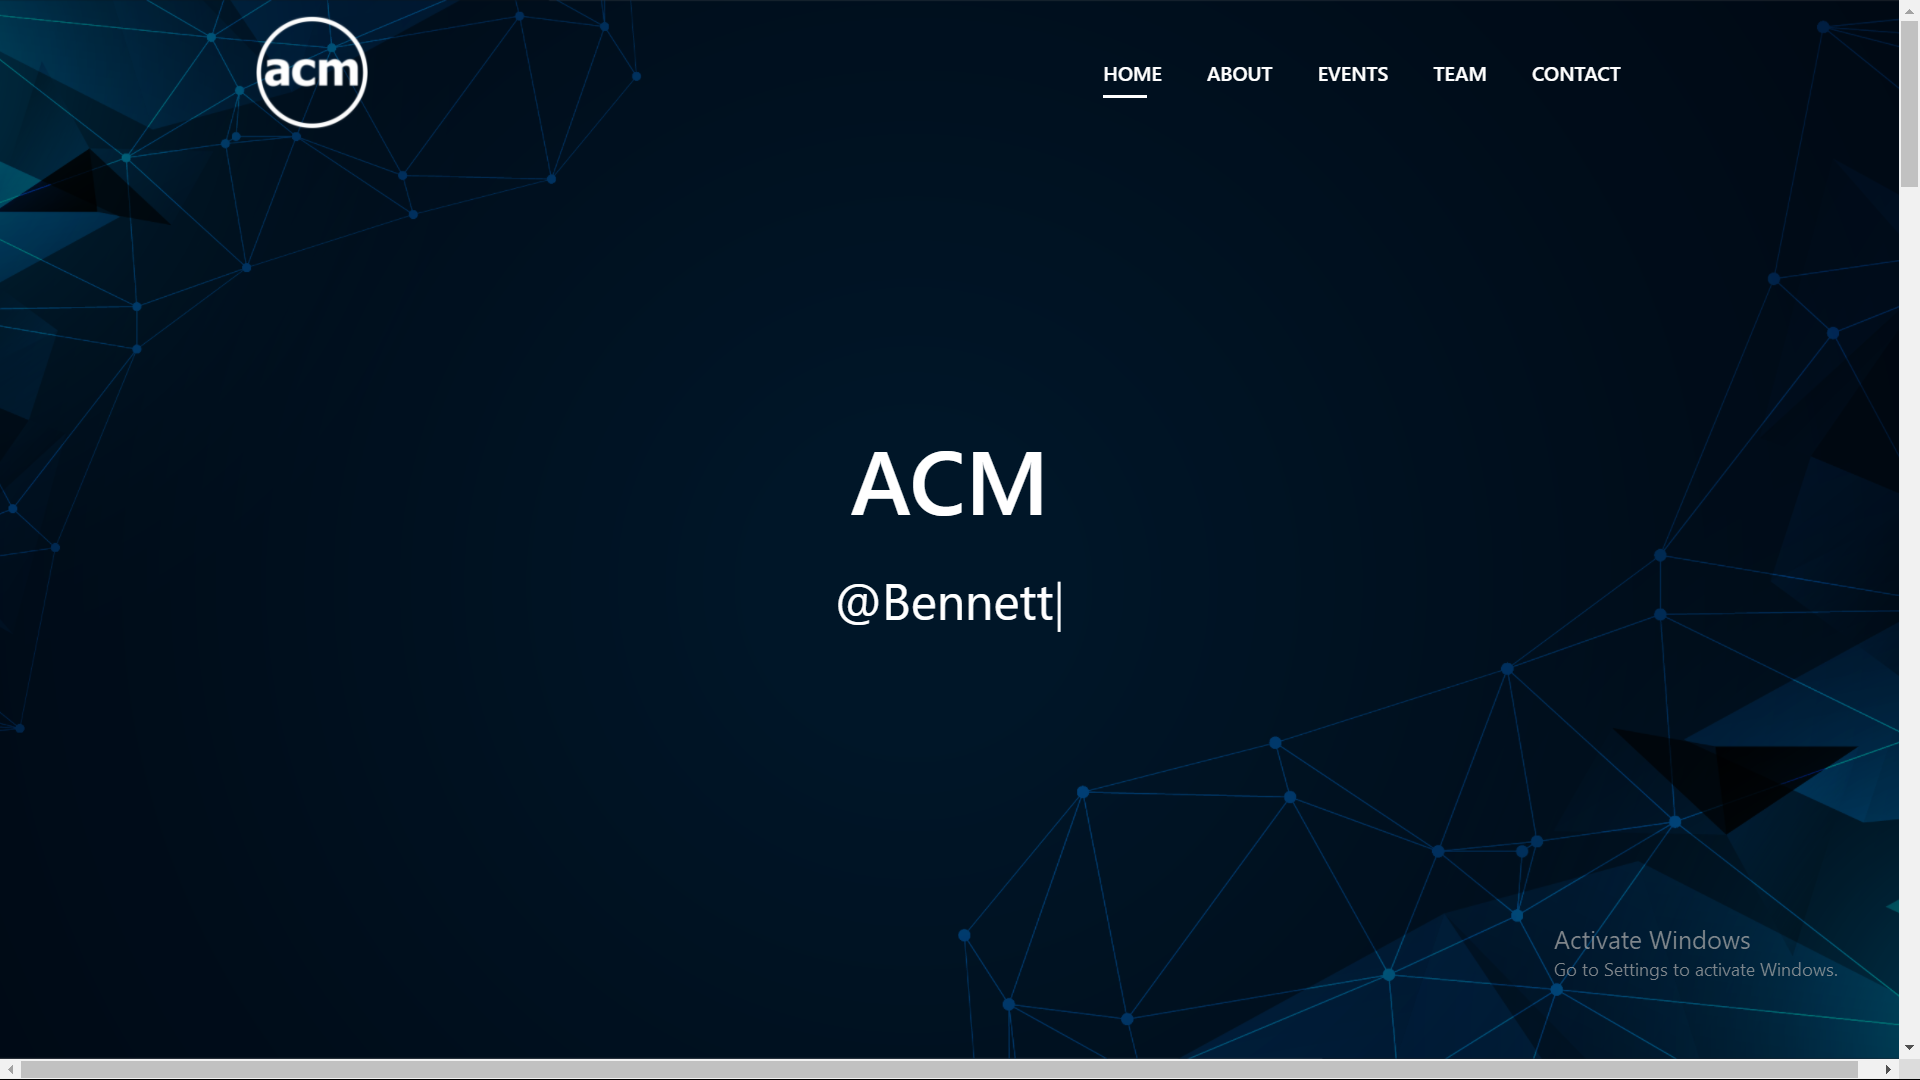 acm
HOME ABOUT EVENTS TEAM CONTACT
ACM
@Bennett|
Activate Windows
Go to Settings to activate Windows.